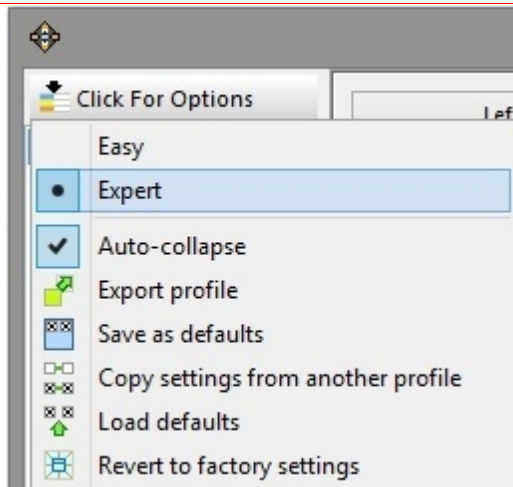 Click For Options
Left
Easy
Expert
Auto-collapse
Export profile
Save as defaults
Copy settings from another profile
Load defaults
Revert to factory settings